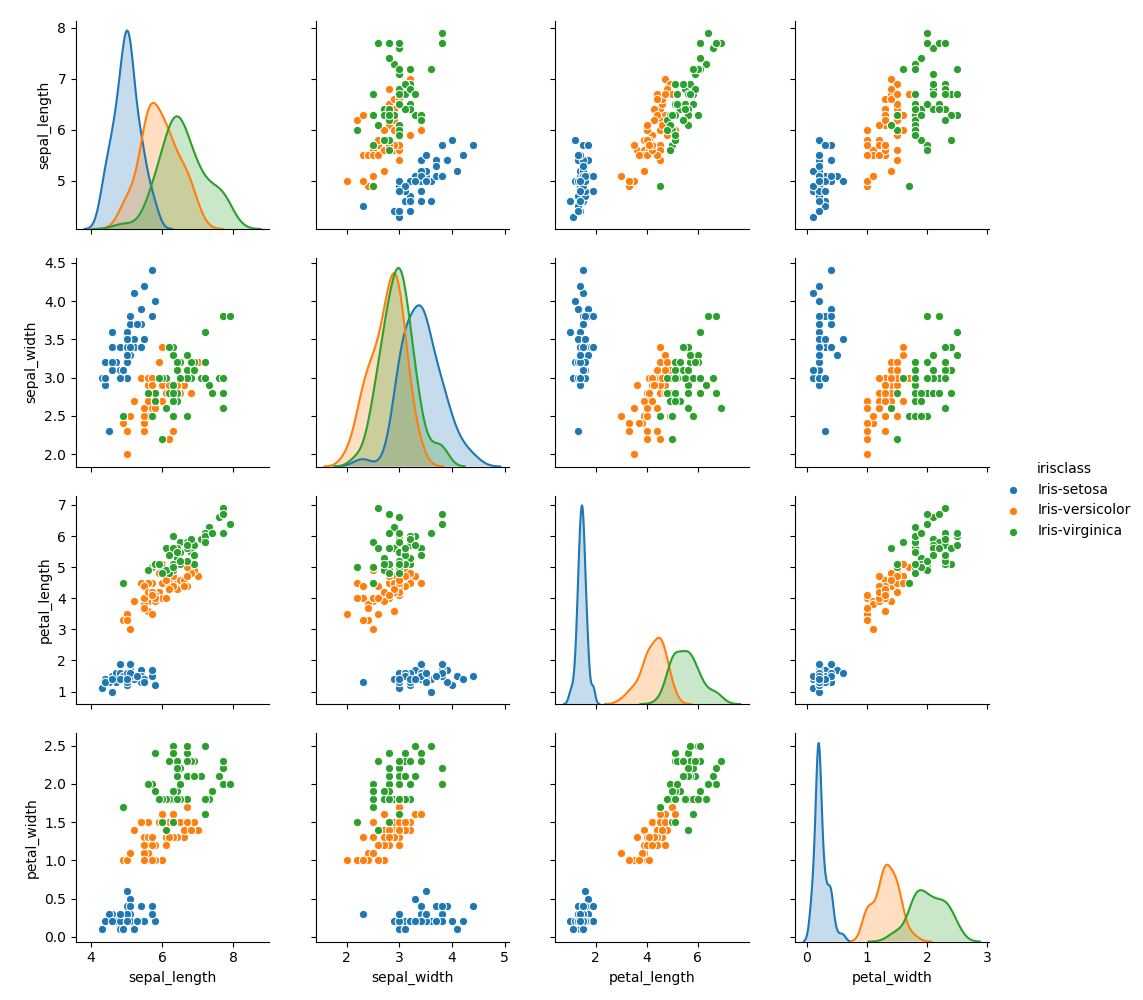 8
7
6
5
sepal_length
4.5
4.0
3.5
3.0
2.5
2.0
sepal_width
irisclass
Iris-setosa
Iris-versicolor
Iris-virginica
7
6
5
4
3
2
1
petal_length
2.5
2.0
1.5
1.0
0.5
0.0
petal_width
4 6 8
2 3 4 5
2 4 6
0 1 2 3
sepal_length
sepal_width
petal_length
petal_width